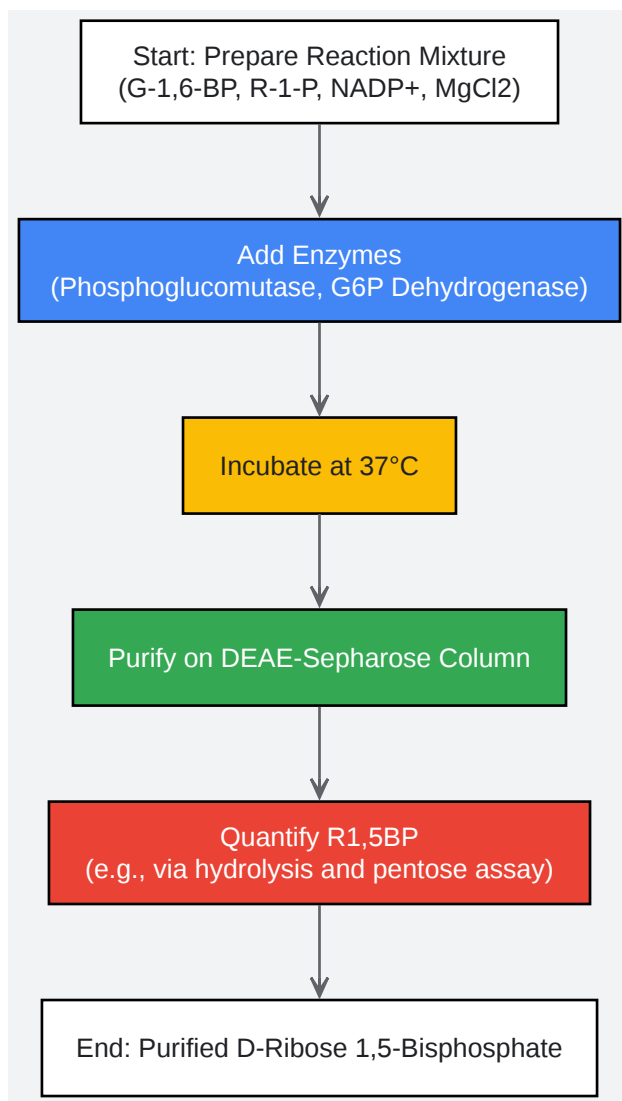 Start: Prepare Reaction Mixture
(G-1,6-BP, R-1-P, NADP+, MgCl2)
Add Enzymes
(Phosphoglucomutase, G6P Dehydrogenase)
Incubate at 37°C
Purify on DEAE-Sepharose Column
Quantify R1,5BP
(e.g., via hydrolysis and pentose assay)
End: Purified D-Ribose 1,5-Bisphosphate